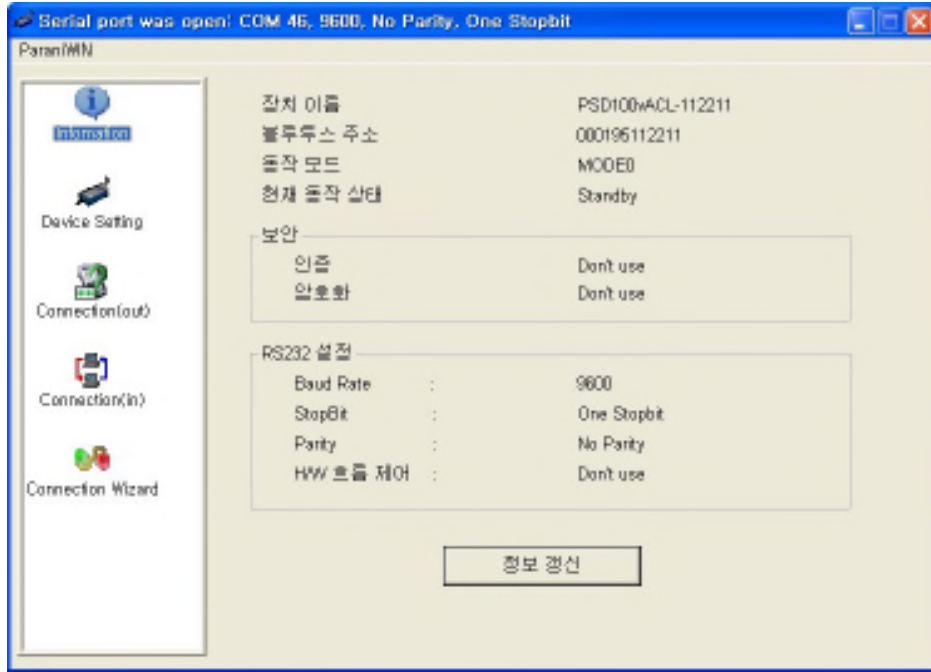 Serial port was open: COM 46, 9600, No Parity, One Stopbit
ParaniWIN
Infomation
Device Setting
Connection(out)
Connection(in)
Connection Wizard
장치 이름 PSD100vACL-112211
블루투스 주소 000195112211
동작 모드 MODE0
현재 동작 상태 Standby
보안
인증 Don't use
암호화 Don't use
RS232 설정
Baud Rate : 9600
StopBit : One Stopbit
Parity : No Parity
H/W 흐름 제어 : Don't use
정보 갱신